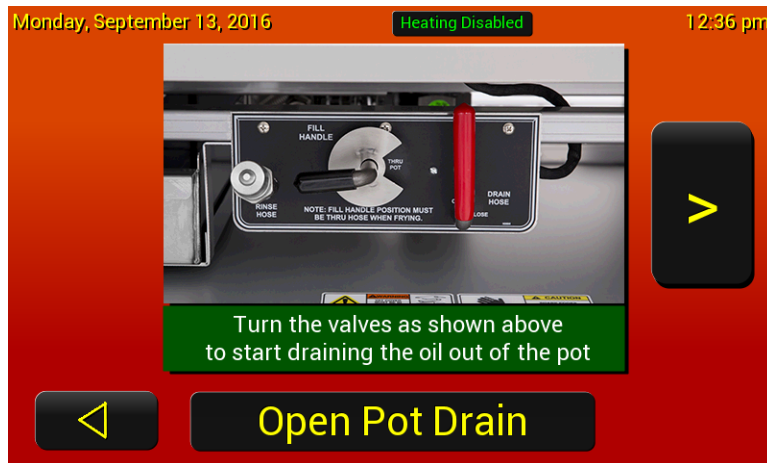 Monday, September 13, 2016
Heating Disabled
12:36 pm
FILL
HANDLE
THRU
POT
RINSE
HOSE
NOTE: FILL HANDLE POSITION MUST
BE THRU HOSE WHEN FRYING.
DRAIN
HOSE
CLOSE
CAUTION
Turn the valves as shown above
to start draining the oil out of the pot
>
Open Pot Drain